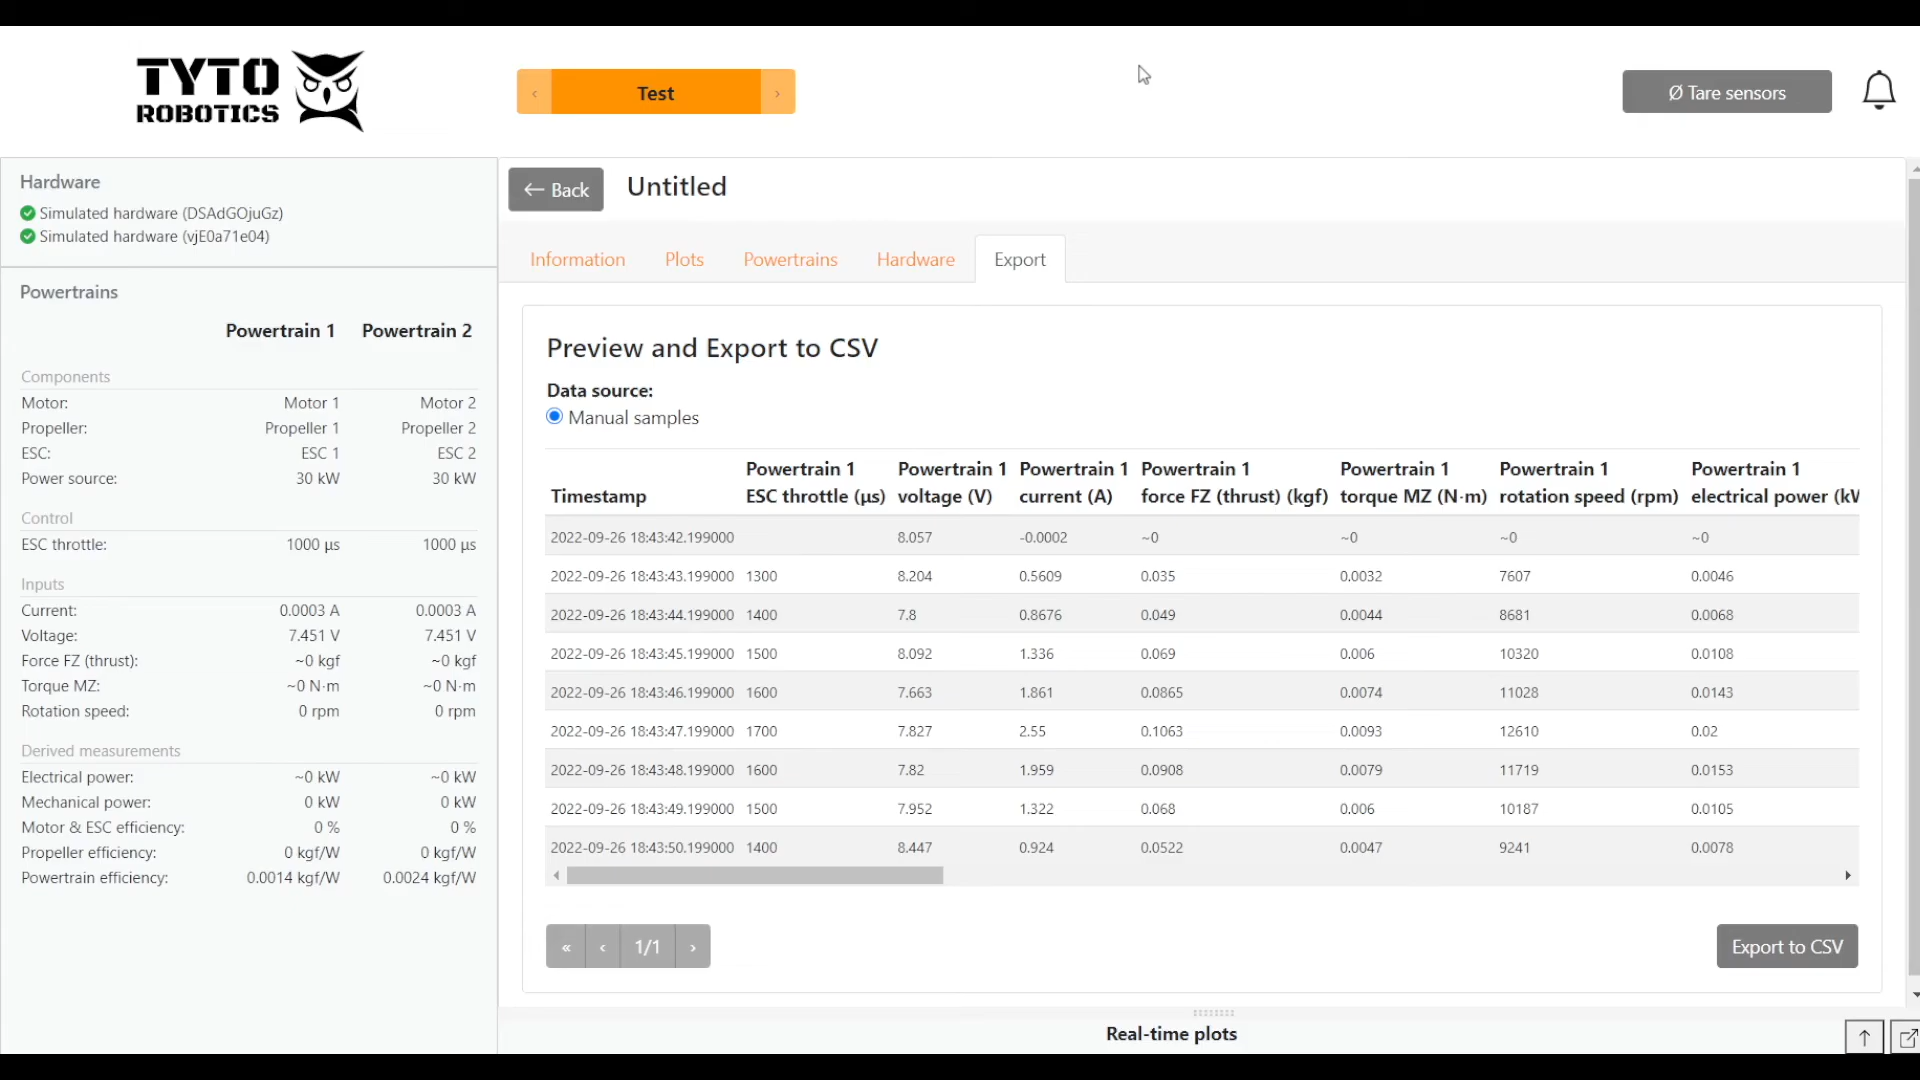 TYTO
ROBOTICS
‹ Test ›
Ø Tare sensors
Hardware
Simulated hardware (DSAdGOjuGz)
Simulated hardware (vjE0a71e04)
Powertrains
Powertrain 1 Powertrain 2
Components
Motor: Motor 1 Motor 2
Propeller: Propeller 1 Propeller 2
ESC: ESC 1 ESC 2
Power source: 30 kW 30 kW
Control
ESC throttle: 1000 µs 1000 µs
Inputs
Current: 0.0003 A 0.0003 A
Voltage: 7.451 V 7.451 V
Force FZ (thrust): ~0 kgf ~0 kgf
Torque MZ: ~0 N·m ~0 N·m
Rotation speed: 0 rpm 0 rpm
Derived measurements
Electrical power: ~0 kW ~0 kW
Mechanical power: 0 kW 0 kW
Motor & ESC efficiency: 0 % 0 %
Propeller efficiency: 0 kgf/W 0 kgf/W
Powertrain efficiency: 0.0014 kgf/W 0.0024 kgf/W
← Back Untitled
Information Plots Powertrains Hardware Export
Preview and Export to CSV
Data source:
Manual samples
Powertrain 1 Powertrain 1 Powertrain 1 Powertrain 1 Powertrain 1 Powertrain 1 Powertrain 1
Timestamp ESC throttle (µs) voltage (V) current (A) force FZ (thrust) (kgf) torque MZ (N·m) rotation speed (rpm) electrical power (kW
2022-09-26 18:43:42.199000 8.057 -0.0002 ~0 ~0 ~0 ~0
2022-09-26 18:43:43.199000 1300 8.204 0.5609 0.035 0.0032 7607 0.0046
2022-09-26 18:43:44.199000 1400 7.8 0.8676 0.049 0.0044 8681 0.0068
2022-09-26 18:43:45.199000 1500 8.092 1.336 0.069 0.006 10320 0.0108
2022-09-26 18:43:46.199000 1600 7.663 1.861 0.0865 0.0074 11028 0.0143
2022-09-26 18:43:47.199000 1700 7.827 2.55 0.1063 0.0093 12610 0.02
2022-09-26 18:43:48.199000 1600 7.82 1.959 0.0908 0.0079 11719 0.0153
2022-09-26 18:43:49.199000 1500 7.952 1.322 0.068 0.006 10187 0.0105
2022-09-26 18:43:50.199000 1400 8.447 0.924 0.0522 0.0047 9241 0.0078
« ‹ 1/1 ›
Export to CSV
Real-time plots